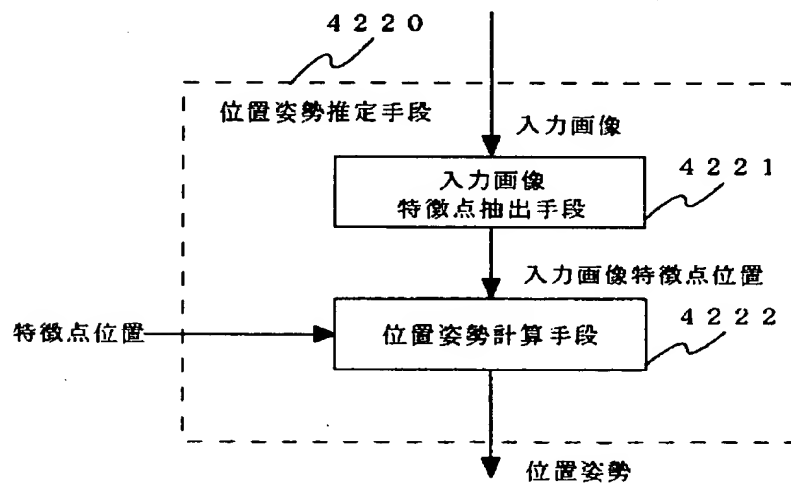 ４２２０
位置姿勢推定手段
入力画像
４２２１
入力画像
特徴点抽出手段
入力画像特徴点位置
４２２２
特徴点位置
位置姿勢計算手段
位置姿勢